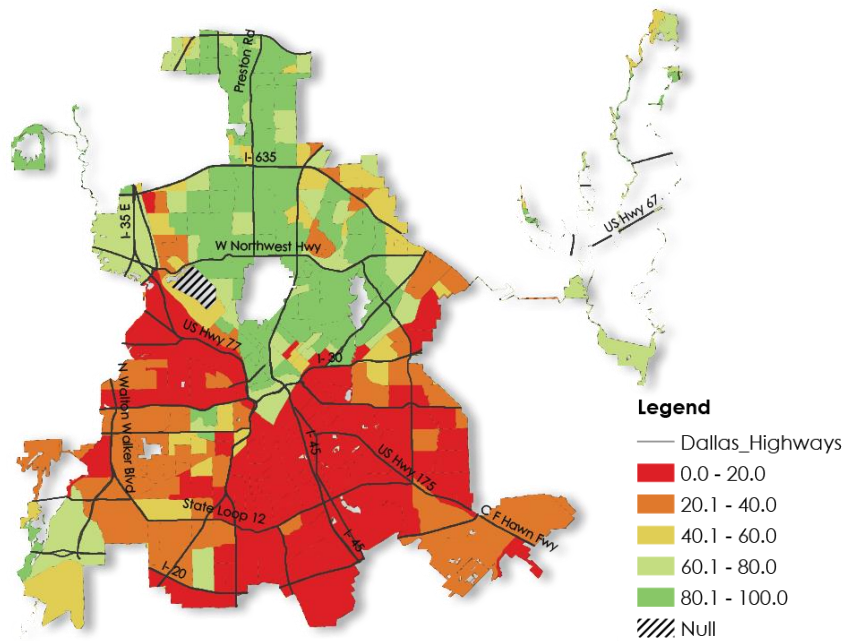 Preston Rd
I- 635
I-35 E
W Northwest Hwy
US Hwy 67
US Hwy 77
I-30
N Walton Walker Blvd
I-45
US Hwy 175
State Loop 12
C F Hawn Fwy
I-45
I-20
Legend
Dallas_Highways
0.0 - 20.0
20.1 - 40.0
40.1 - 60.0
60.1 - 80.0
80.1 - 100.0
Null